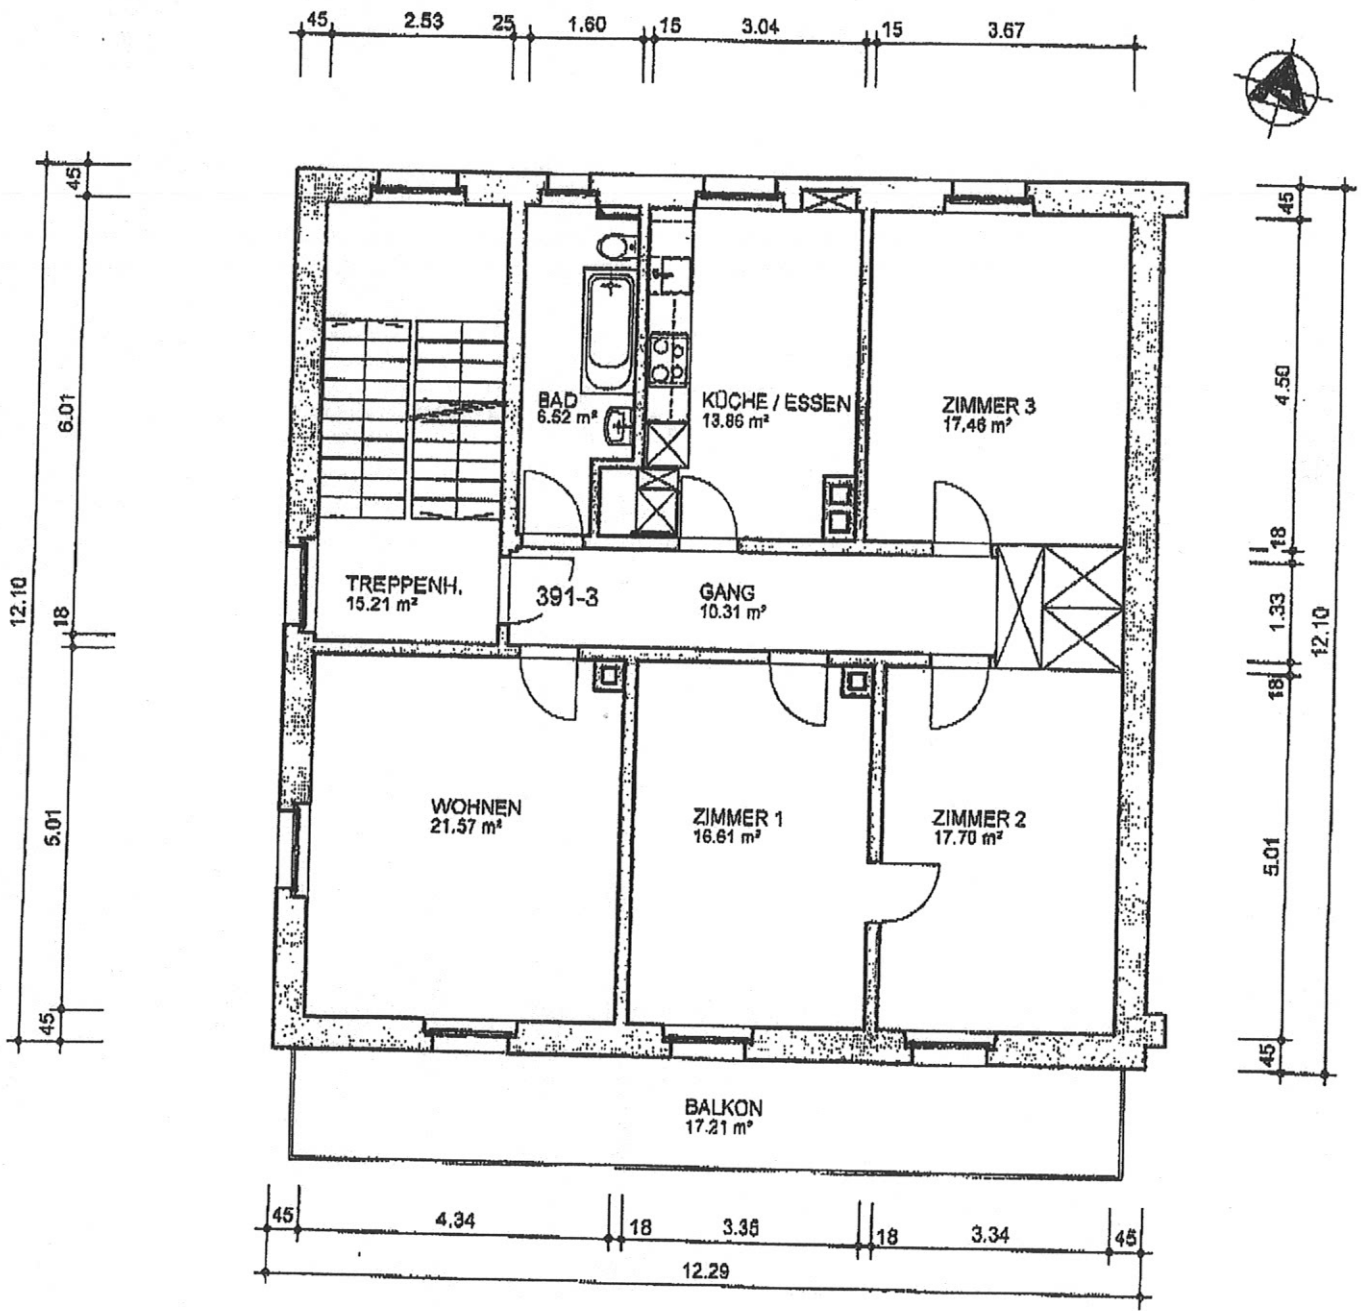 45 2.53 25 1.60 15 3.04 15 3.67
45
6.01
18
5.01
45
12.10
45
4.50
18
1.33
18
5.01
45
12.10
BAD
6.52 m²
KÜCHE / ESSEN
13.86 m²
ZIMMER 3
17.46 m²
TREPPENH.
15.21 m²
391-3
GANG
10.31 m²
WOHNEN
21.57 m²
ZIMMER 1
16.61 m²
ZIMMER 2
17.70 m²
BALKON
17.21 m²
45 4.34 18 3.35 18 3.34 45
12.29